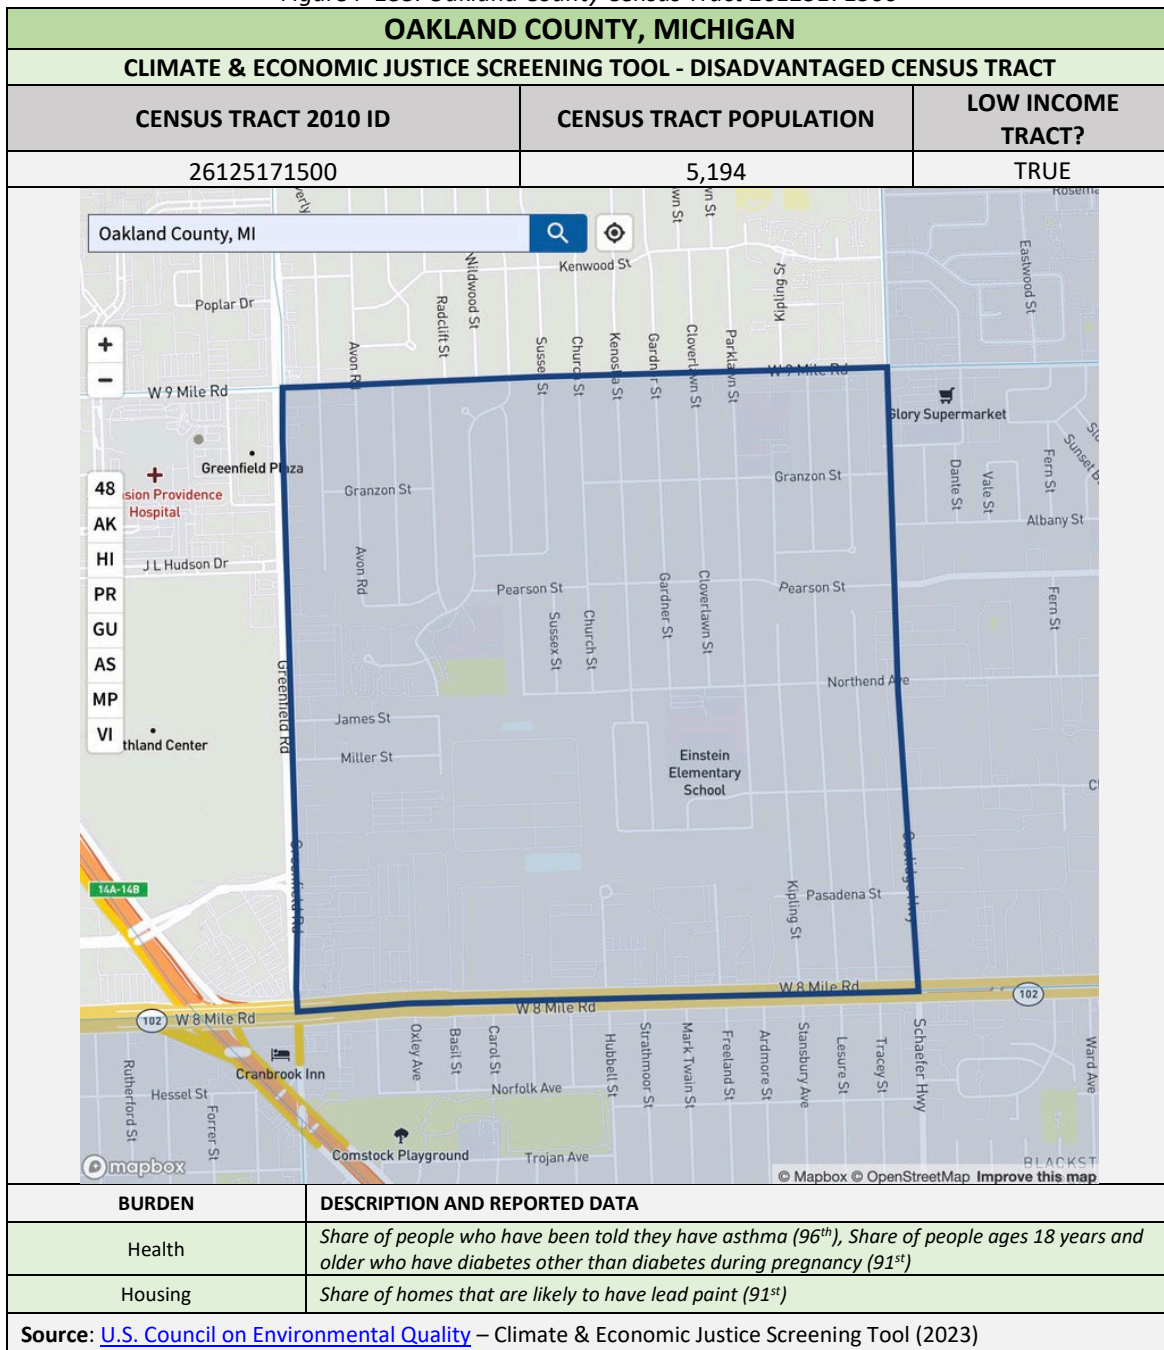 OAKLAND COUNTY, MICHIGAN
CLIMATE & ECONOMIC JUSTICE SCREENING TOOL - DISADVANTAGED CENSUS TRACT
CENSUS TRACT 2010 ID
CENSUS TRACT POPULATION
LOW INCOME
TRACT?
26125171500
5,194
TRUE
Oakland County, MI
Kenwood St
Wildwood St
Radclift St
Poplar Dr
Kipling St
Eastwood St
+
−
W 9 Mile Rd
Avon Rd
Church St
Kenosha St
Gardner St
Cloverlawn St
Parklawn St
W 9 Mile Rd
Glory Supermarket
Greenfield Plaza
sion Providence
Hospital
Granzon St
Granzon St
Dante St
Vale St
Fern St
Albany St
48
AK
HI
PR
GU
AS
MP
VI
J L Hudson Dr
Avon Rd
Pearson St
Pearson St
Sussex St
Church St
Gardner St
Cloverlawn St
Fern St
Greenfield Rd
Northend Ave
James St
Miller St
thland Center
Einstein
Elementary
School
14A-14B
Greenfield Rd
Coolidge Hwy
Kipling St
Pasadena St
W 8 Mile Rd
102
102
W 8 Mile Rd
W 8 Mile Rd
Cranbrook Inn
Oxley Ave
Basil St
Carol St
Hubbell St
Strathmoor St
Mark Twain St
Freeland St
Ardmore St
Stansbury Ave
Lesure St
Tracey St
Schaefer Hwy
Ward Ave
Rutherford St
Hessel St
Forrer St
Norfolk Ave
Comstock Playground
Trojan Ave
BLACKST
mapbox
© Mapbox © OpenStreetMap Improve this map
BURDEN
DESCRIPTION AND REPORTED DATA
Health
Share of people who have been told they have asthma (96th), Share of people ages 18 years and
older who have diabetes other than diabetes during pregnancy (91st)
Housing
Share of homes that are likely to have lead paint (91st)
Source: U.S. Council on Environmental Quality – Climate & Economic Justice Screening Tool (2023)